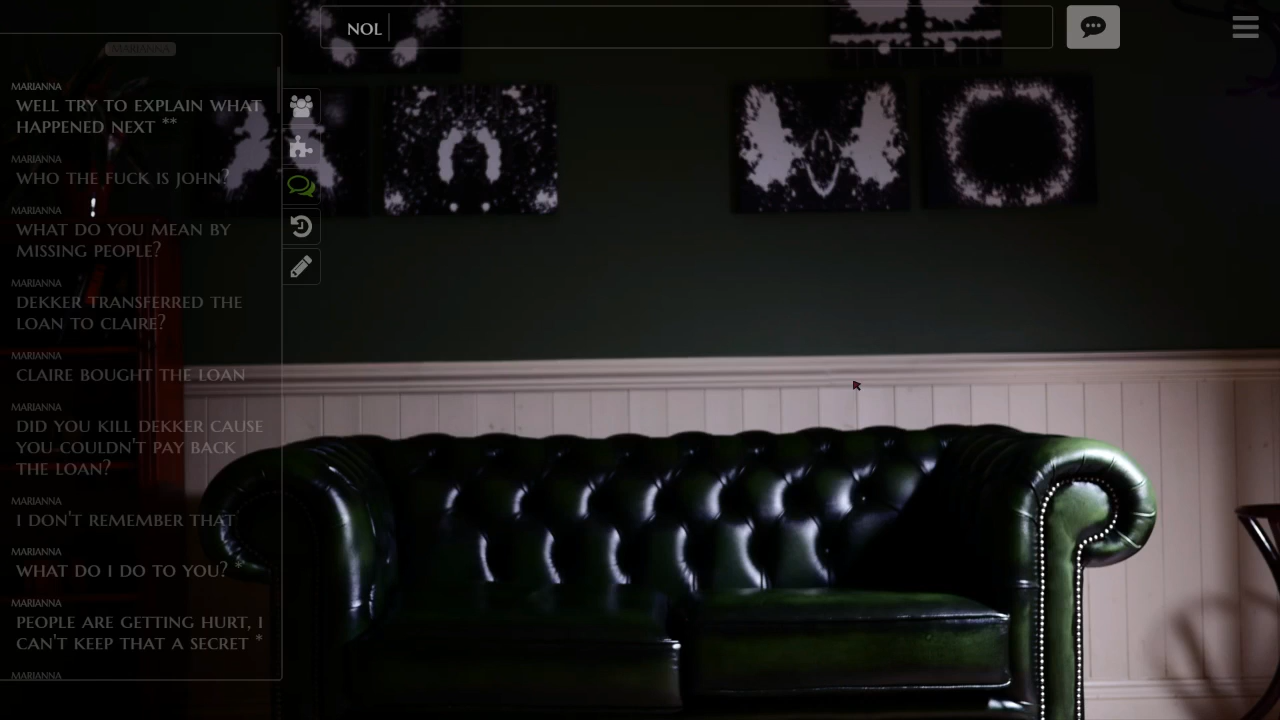 NOL
MARIANNA
MARIANNA
WELL TRY TO EXPLAIN WHAT
HAPPENED NEXT **
MARIANNA
WHO THE FUCK IS JOHN?
MARIANNA
WHAT DO YOU MEAN BY
MISSING PEOPLE?
MARIANNA
DEKKER TRANSFERRED THE
LOAN TO CLAIRE?
MARIANNA
CLAIRE BOUGHT THE LOAN
MARIANNA
DID YOU KILL DEKKER CAUSE
YOU COULDN'T PAY BACK
THE LOAN?
MARIANNA
I DON'T REMEMBER THAT
MARIANNA
WHAT DO I DO TO YOU? *
MARIANNA
PEOPLE ARE GETTING HURT, I
CAN'T KEEP THAT A SECRET *
MARIANNA